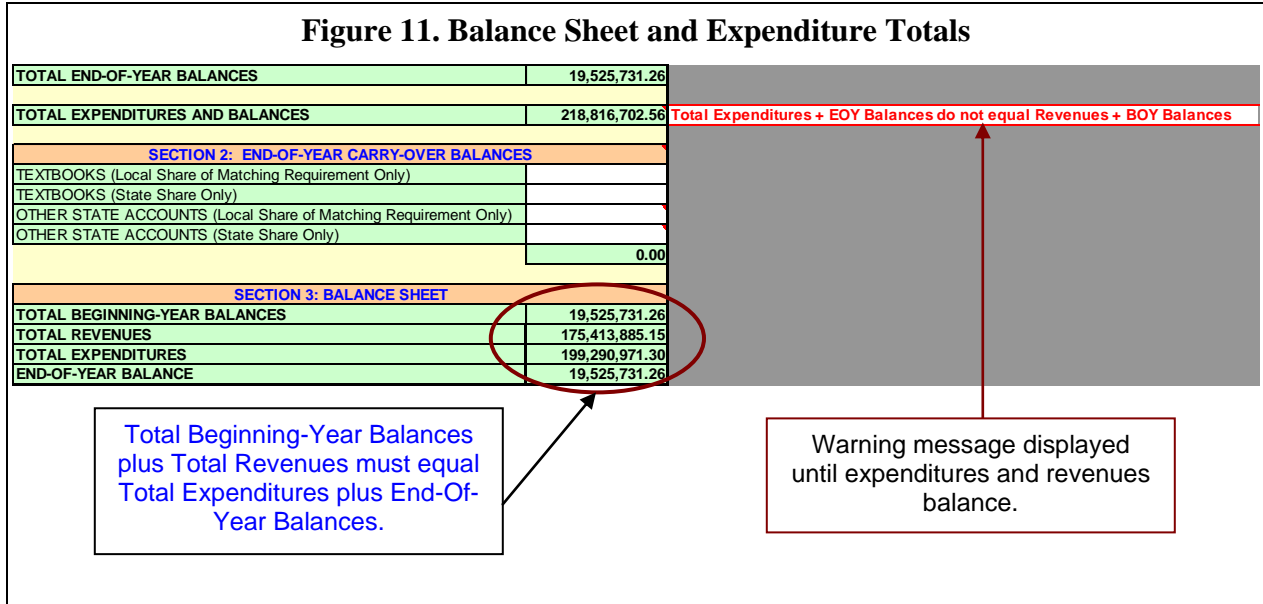 Figure 11. Balance Sheet and Expenditure Totals
TOTAL END-OF-YEAR BALANCES 19,525,731.26
TOTAL EXPENDITURES AND BALANCES 218,816,702.56 Total Expenditures + EOY Balances do not equal Revenues + BOY Balances
SECTION 2: END-OF-YEAR CARRY-OVER BALANCES
TEXTBOOKS (Local Share of Matching Requirement Only)
TEXTBOOKS (State Share Only)
OTHER STATE ACCOUNTS (Local Share of Matching Requirement Only)
OTHER STATE ACCOUNTS (State Share Only)
0.00
SECTION 3: BALANCE SHEET
TOTAL BEGINNING-YEAR BALANCES 19,525,731.26
TOTAL REVENUES 175,413,885.15
TOTAL EXPENDITURES 199,290,971.30
END-OF-YEAR BALANCE 19,525,731.26
Total Beginning-Year Balances
plus Total Revenues must equal
Total Expenditures plus End-Of-
Year Balances.
Warning message displayed
until expenditures and revenues
balance.